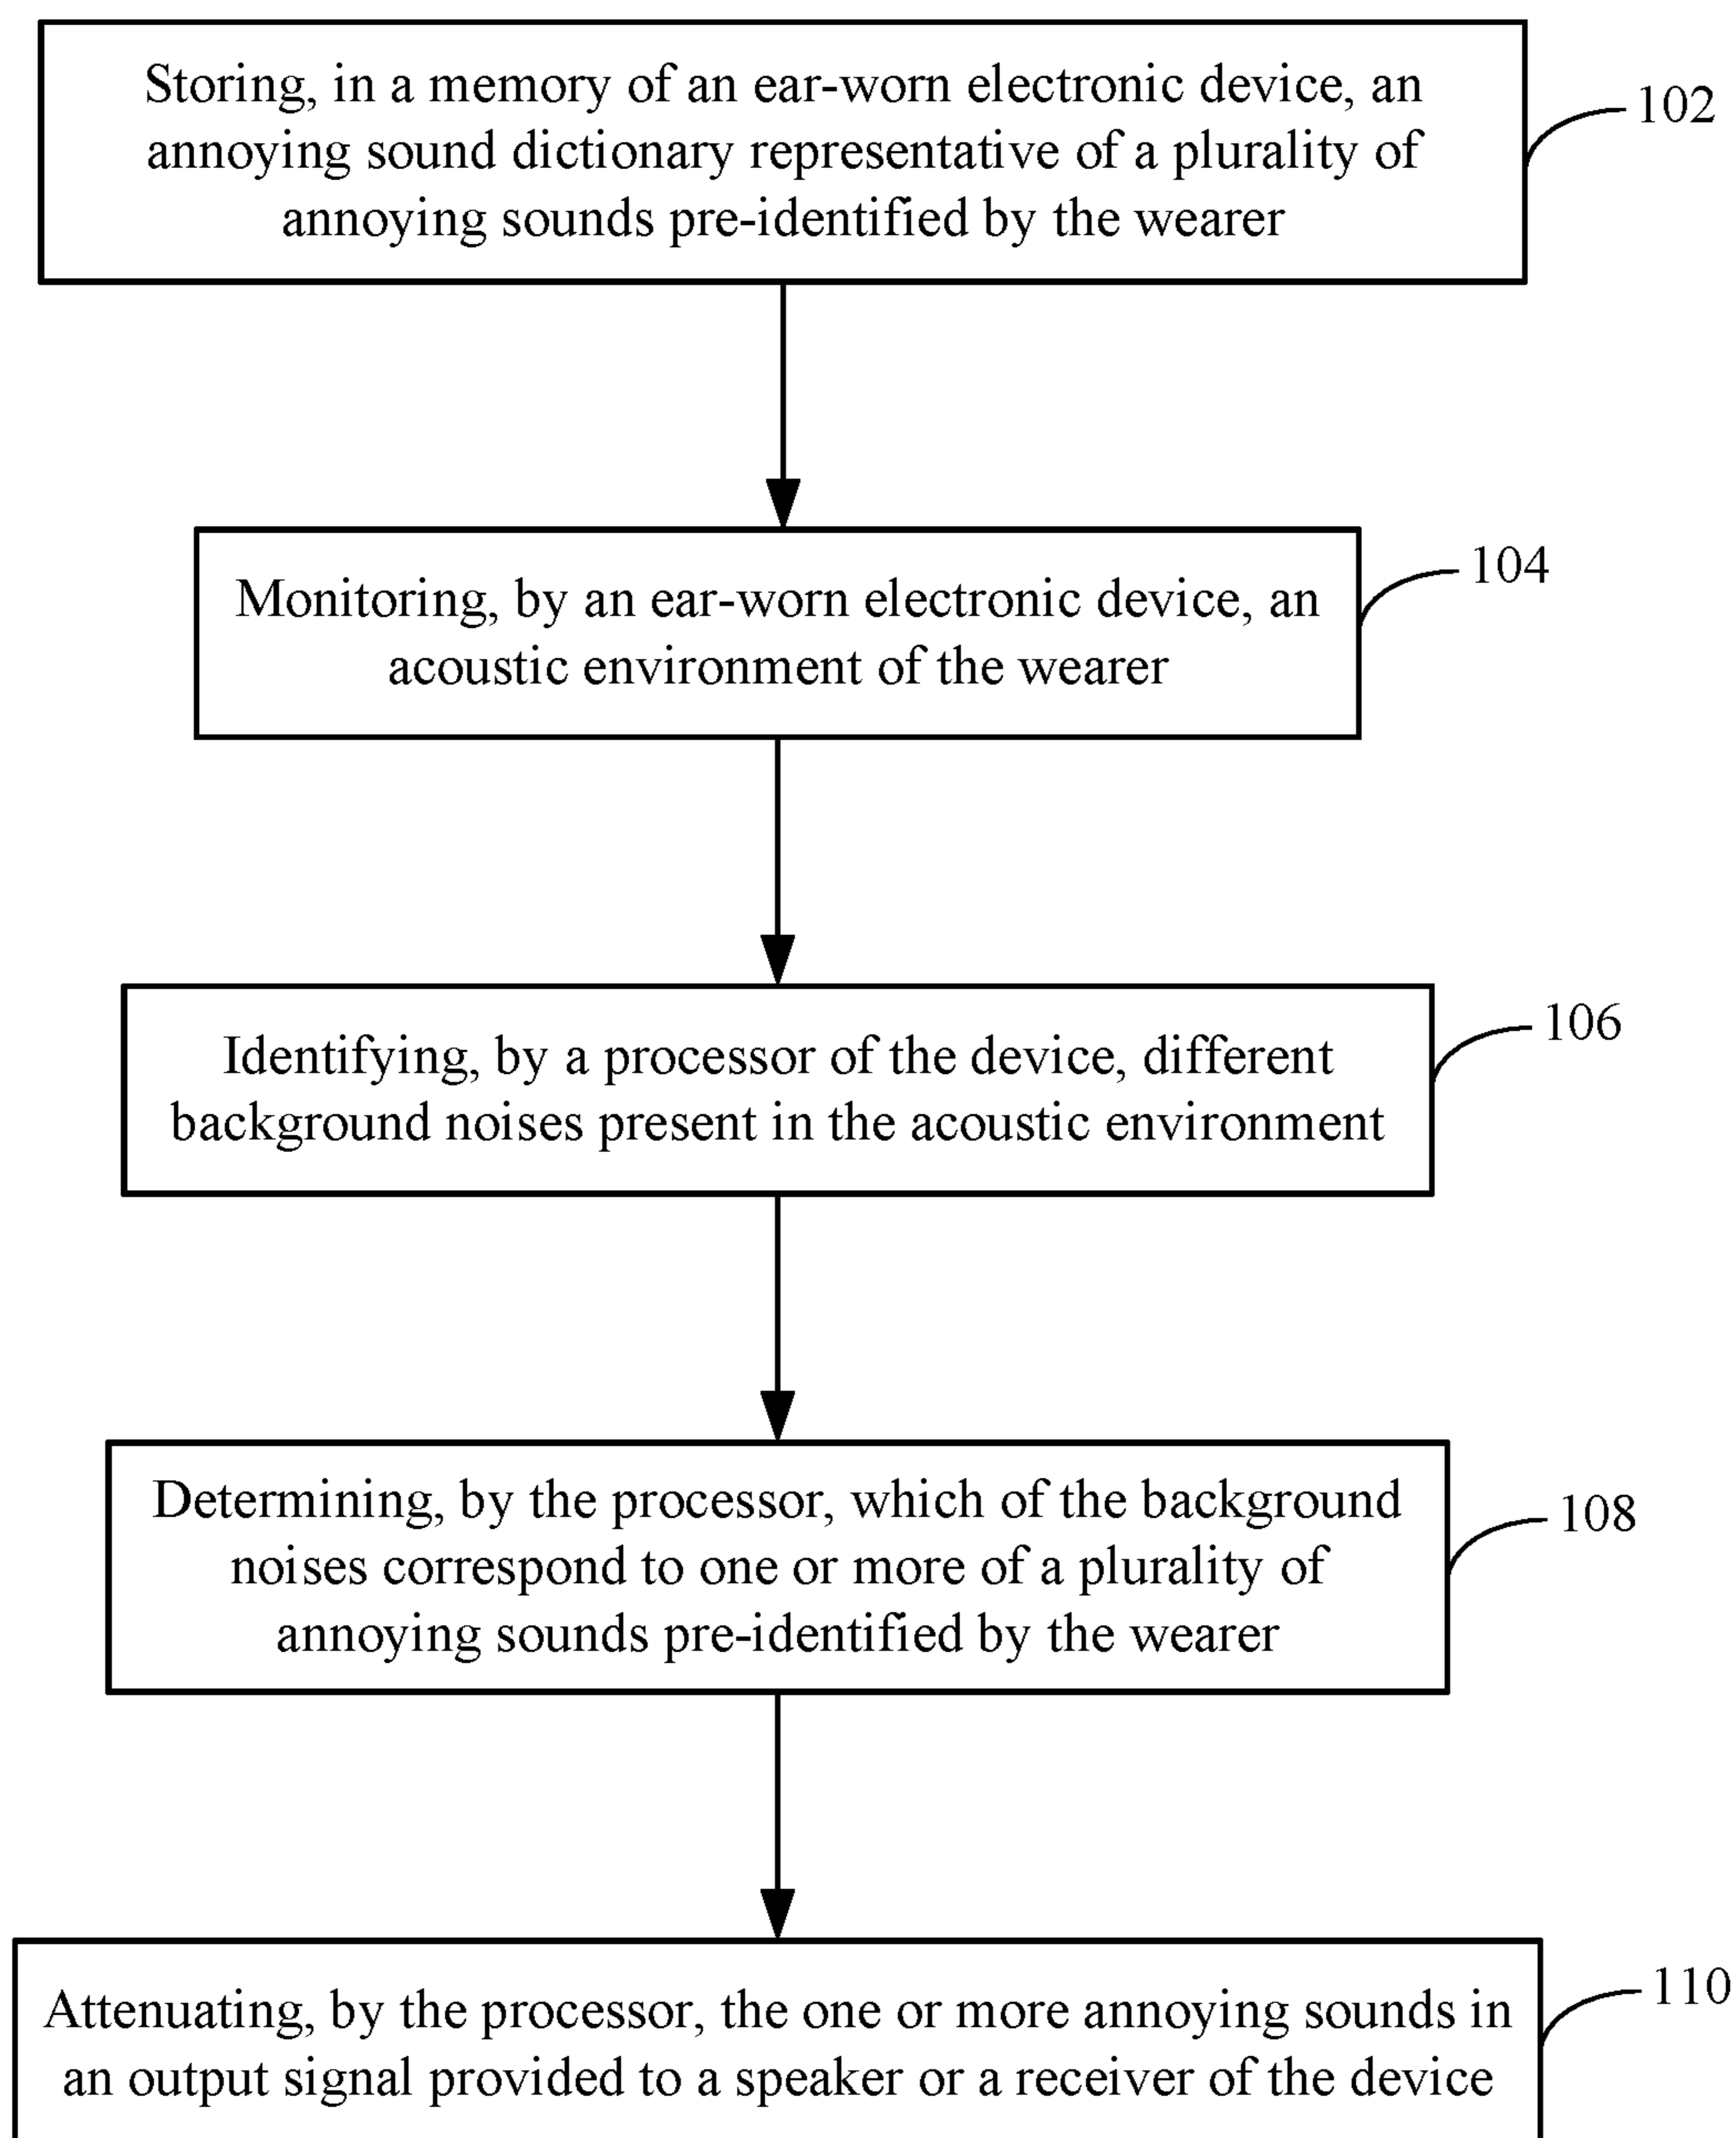 Storing, in a memory of an ear-worn electronic device, an
annoying sound dictionary representative of a plurality of
annoying sounds pre-identified by the wearer
102
Monitoring, by an ear-worn electronic device, an
acoustic environment of the wearer
104
Identifying, by a processor of the device, different
background noises present in the acoustic environment
106
Determining, by the processor, which of the background
noises correspond to one or more of a plurality of
annoying sounds pre-identified by the wearer
108
Attenuating, by the processor, the one or more annoying sounds in
an output signal provided to a speaker or a receiver of the device
110